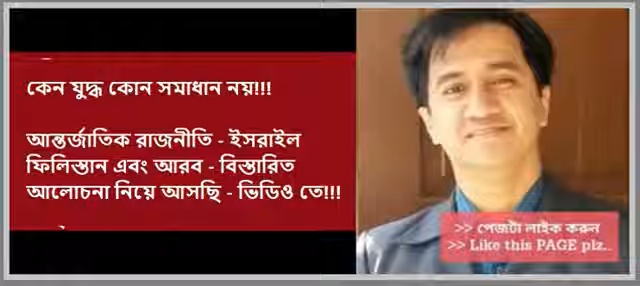 কেন যুদ্ধ কোন সমাধান নয়!!!
আন্তর্জাতিক রাজনীতি - ইসরাইল
ফিলিস্তান এবং আরব - বিস্তারিত
আলোচনা নিয়ে আসছি - ভিডিও তে!!!
>> পেজটা লাইক করুন
>> Like this PAGE plz..